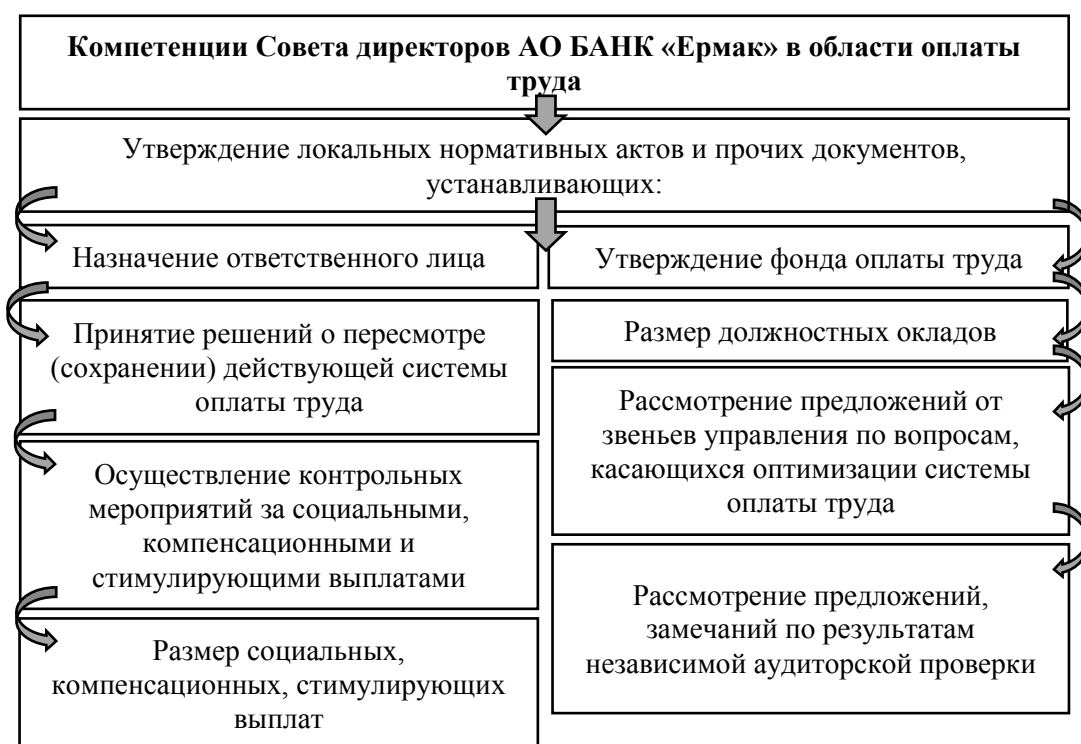 Компетенции Совета директоров АО БАНК «Ермак» в области оплаты
труда
Утверждение локальных нормативных актов и прочих документов,
устанавливающих:
Назначение ответственного лица
Принятие решений о пересмотре
(сохранении) действующей системы
оплаты труда
Осуществление контрольных
мероприятий за социальными,
компенсационными и
стимулирующими выплатами
Размер социальных,
компенсационных, стимулирующих
выплат
Утверждение фонда оплаты труда
Размер должностных окладов
Рассмотрение предложений от
звеньев управления по вопросам,
касающихся оптимизации системы
оплаты труда
Рассмотрение предложений,
замечаний по результатам
независимой аудиторской проверки